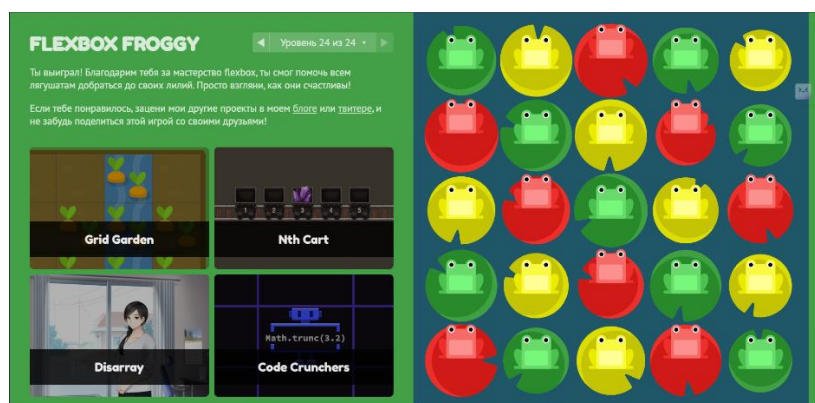 FLEXBOX FROGGY
Уровень 24 из 24
Ты выиграл! Благодарим тебя за мастерство flexbox, ты смог помочь всем
лягушатам добраться до своих лилий. Просто взгляни, как они счастливы!
Если тебе понравилось, зацени мои другие проекты в моем блоге или твитере, и
не забудь поделиться этой игрой со своими друзьями!
1 2 3 4 5
Grid Garden
Nth Cart
Math.trunc(3.2)
Disarray
Code Crunchers